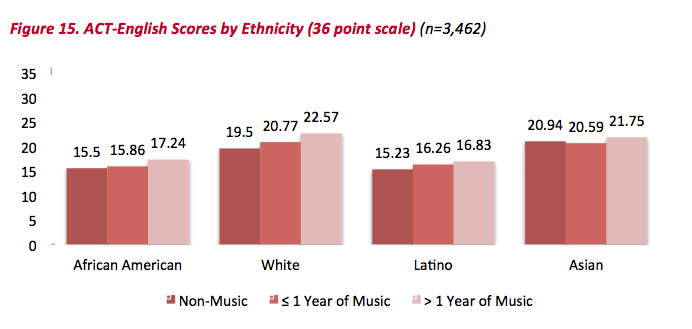 Figure 15. ACT-English Scores by Ethnicity (36 point scale) (n=3,462)
35
30
25
20
15
10
5
0
15.5 15.86 17.24
19.5 20.77 22.57
15.23 16.26 16.83
20.94 20.59 21.75
African American White Latino Asian
Non-Music ≤ 1 Year of Music > 1 Year of Music